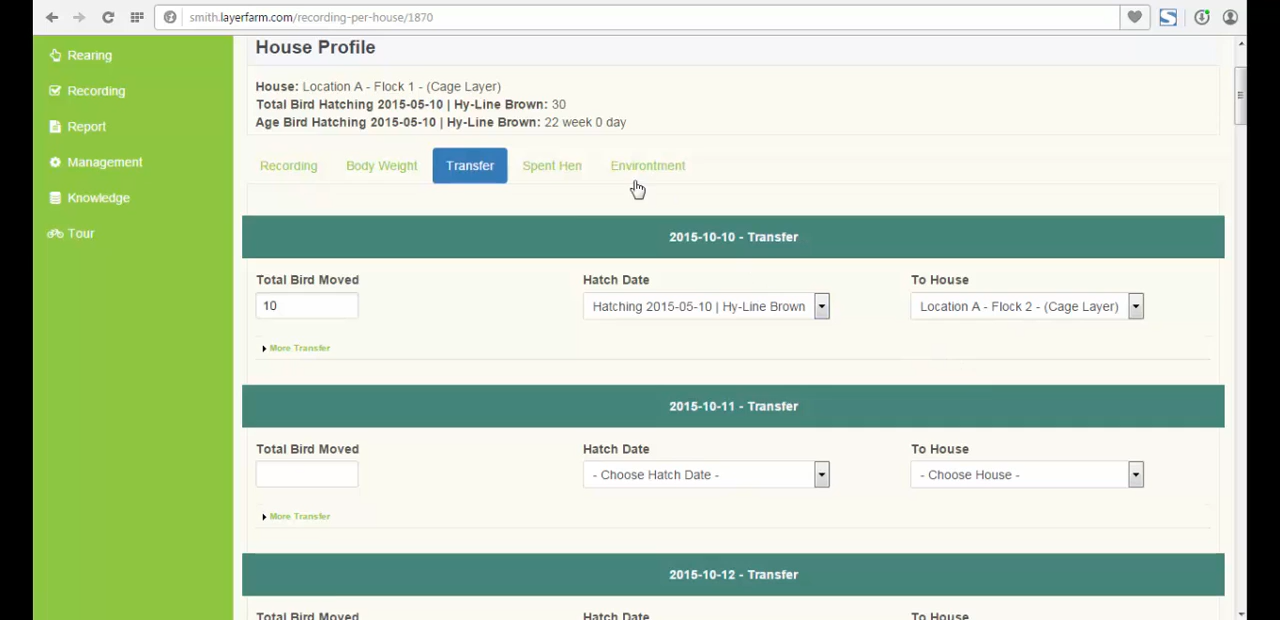 smith.layerfarm.com/recording-per-house/1870
Rearing
Recording
Report
Management
Knowledge
Tour
House Profile
House: Location A - Flock 1 - (Cage Layer)
Total Bird Hatching 2015-05-10 | Hy-Line Brown: 30
Age Bird Hatching 2015-05-10 | Hy-Line Brown: 22 week 0 day
Recording Body Weight Transfer Spent Hen Environtment
2015-10-10 - Transfer
Total Bird Moved Hatch Date To House
10 Hatching 2015-05-10 | Hy-Line Brown Location A - Flock 2 - (Cage Layer)
More Transfer
2015-10-11 - Transfer
Total Bird Moved Hatch Date To House
- Choose Hatch Date - - Choose House -
More Transfer
2015-10-12 - Transfer
Total Bird Moved Hatch Date To House